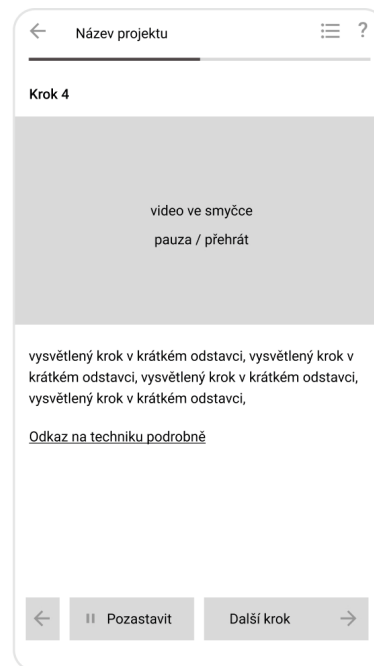 Název projektu ?
Krok 4
video ve smyčce
pauza / přehrát
vysvětlený krok v krátkém odstavci, vysvětlený krok v
krátkém odstavci, vysvětlený krok v krátkém odstavci,
vysvětlený krok v krátkém odstavci,
Odkaz na techniku podrobně
Pozastavit
Další krok